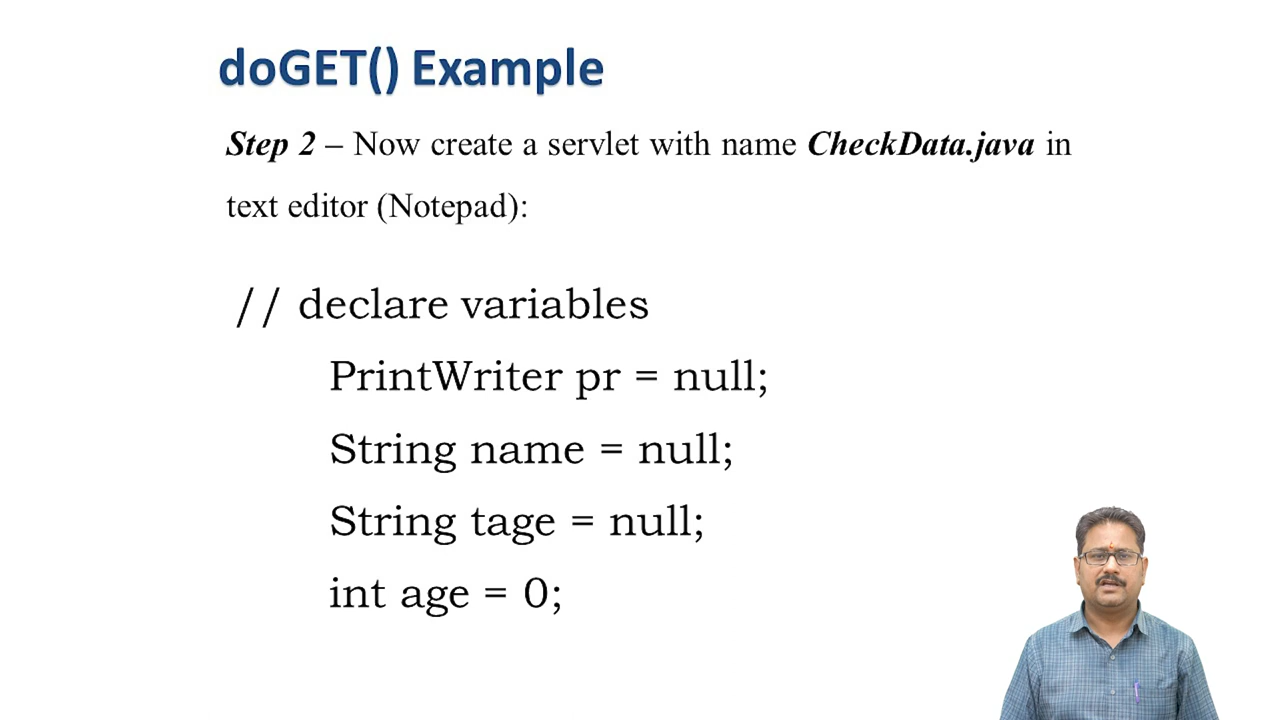 doGET() Example
Step 2 – Now create a servlet with name CheckData.java in
text editor (Notepad):
// declare variables
PrintWriter pr = null;
String name = null;
String tage = null;
int age = 0;